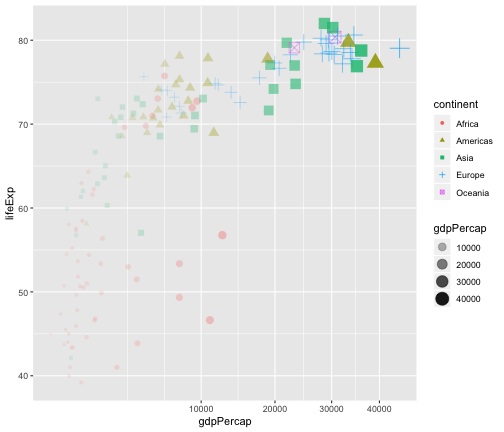 80
70
60
50
40
lifeExp
10000
20000
30000
40000
gdpPercap
continent
Africa
Americas
Asia
Europe
Oceania
gdpPercap
10000
20000
30000
40000